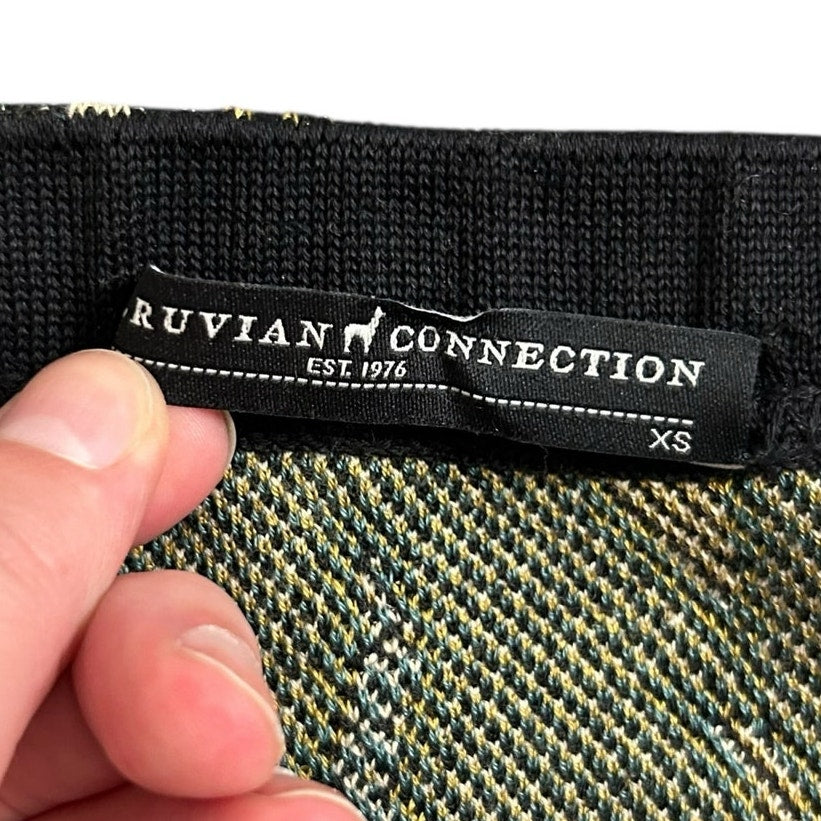 RUVIAN CONNECTION
EST. 1976
XS